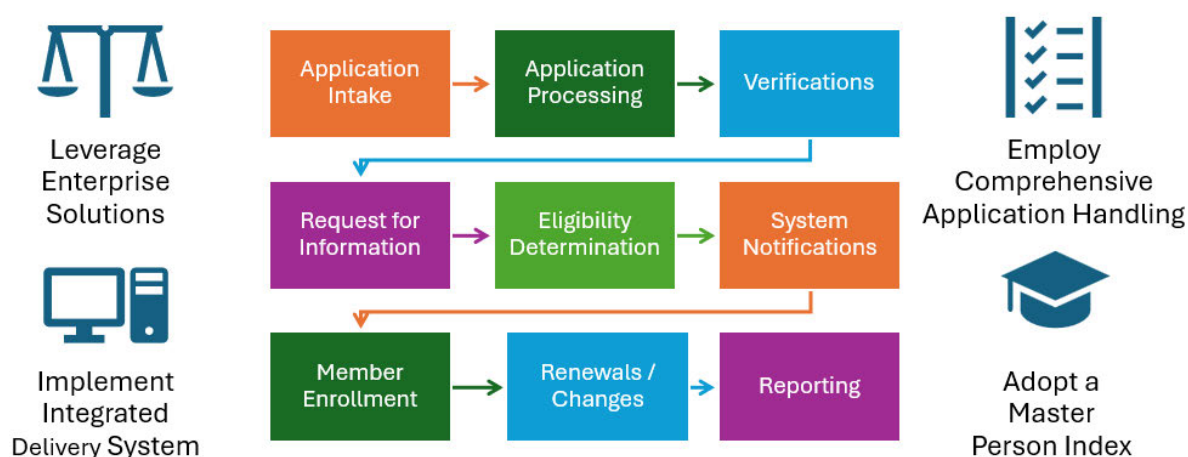 Leverage
Enterprise
Solutions
Implement
Integrated
Delivery System
Application
Intake
Application
Processing
Verifications
Request for
Information
Eligibility
Determination
System
Notifications
Member
Enrollment
Renewals /
Changes
Reporting
Employ
Comprehensive
Application Handling
Adopt a
Master
Person Index